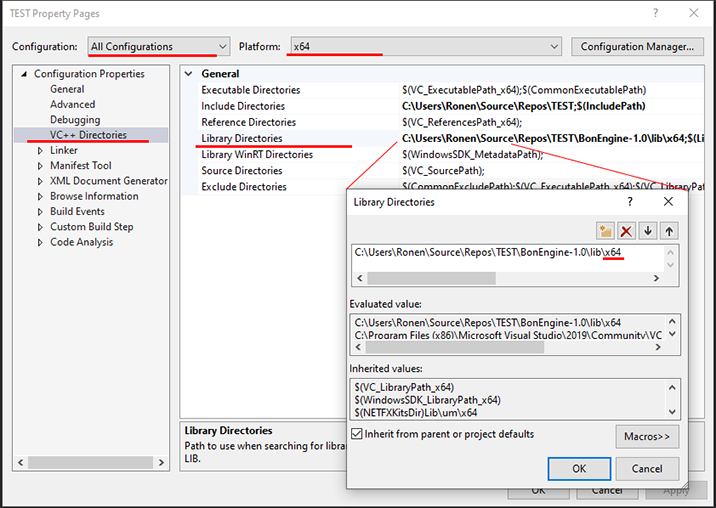 TEST Property Pages
Configuration: All Configurations Platform: x64 Configuration Manager...
Configuration Properties
General
Advanced
Debugging
VC++ Directories
Linker
Manifest Tool
XML Document Generator
Browse Information
Build Events
Custom Build Step
Code Analysis
General
Executable Directories $(VC_ExecutablePath_x64);$(CommonExecutablePath)
Include Directories C:\Users\Ronen\Source\Repos\TEST;$(IncludePath)
Reference Directories $(VC_ReferencesPath_x64);
Library Directories C:\Users\Ronen\Source\Repos\TEST\BonEngine-1.0\lib\x64;$(Li
Library WinRT Directories $(WindowsSDK_MetadataPath);
Source Directories $(VC_SourcePath);
Exclude Directories $(CommonExcludePath);$(VC_ExecutablePath_x64);$(VC_LibraryPath
Library Directories
Path to use when searching for librar
LIB.
OK Cancel Apply
Library Directories
? ×
C:\Users\Ronen\Source\Repos\TEST\BonEngine-1.0\lib\x64
Evaluated value:
C:\Users\Ronen\Source\Repos\TEST\BonEngine-1.0\lib\x64
C:\Program Files (x86)\Microsoft Visual Studio\2019\Community\VC
Inherited values:
$(VC_LibraryPath_x64)
$(WindowsSDK_LibraryPath_x64)
$(NETFXKitsDir)Lib\um\x64
Inherit from parent or project defaults
Macros>>
OK Cancel